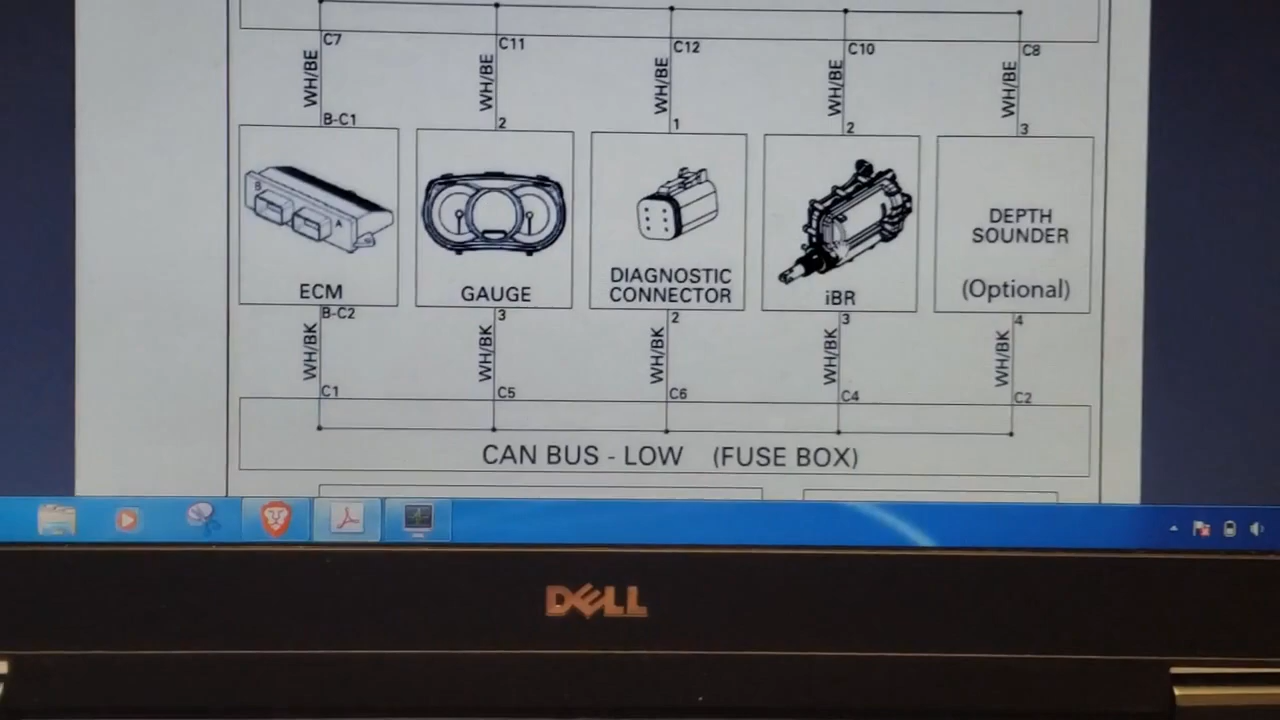 C7
C11
C12
C10
C8
WH/BE
WH/BE
WH/BE
WH/BE
WH/BE
B-C1
2
1
2
3
B
A
DEPTH
SOUNDER
DIAGNOSTIC
CONNECTOR
(Optional)
ECM
GAUGE
iBR
B-C2
3
2
3
4
WH/BK
WH/BK
WH/BK
WH/BK
WH/BK
C1
C5
C6
C4
C2
CAN BUS - LOW (FUSE BOX)
DELL